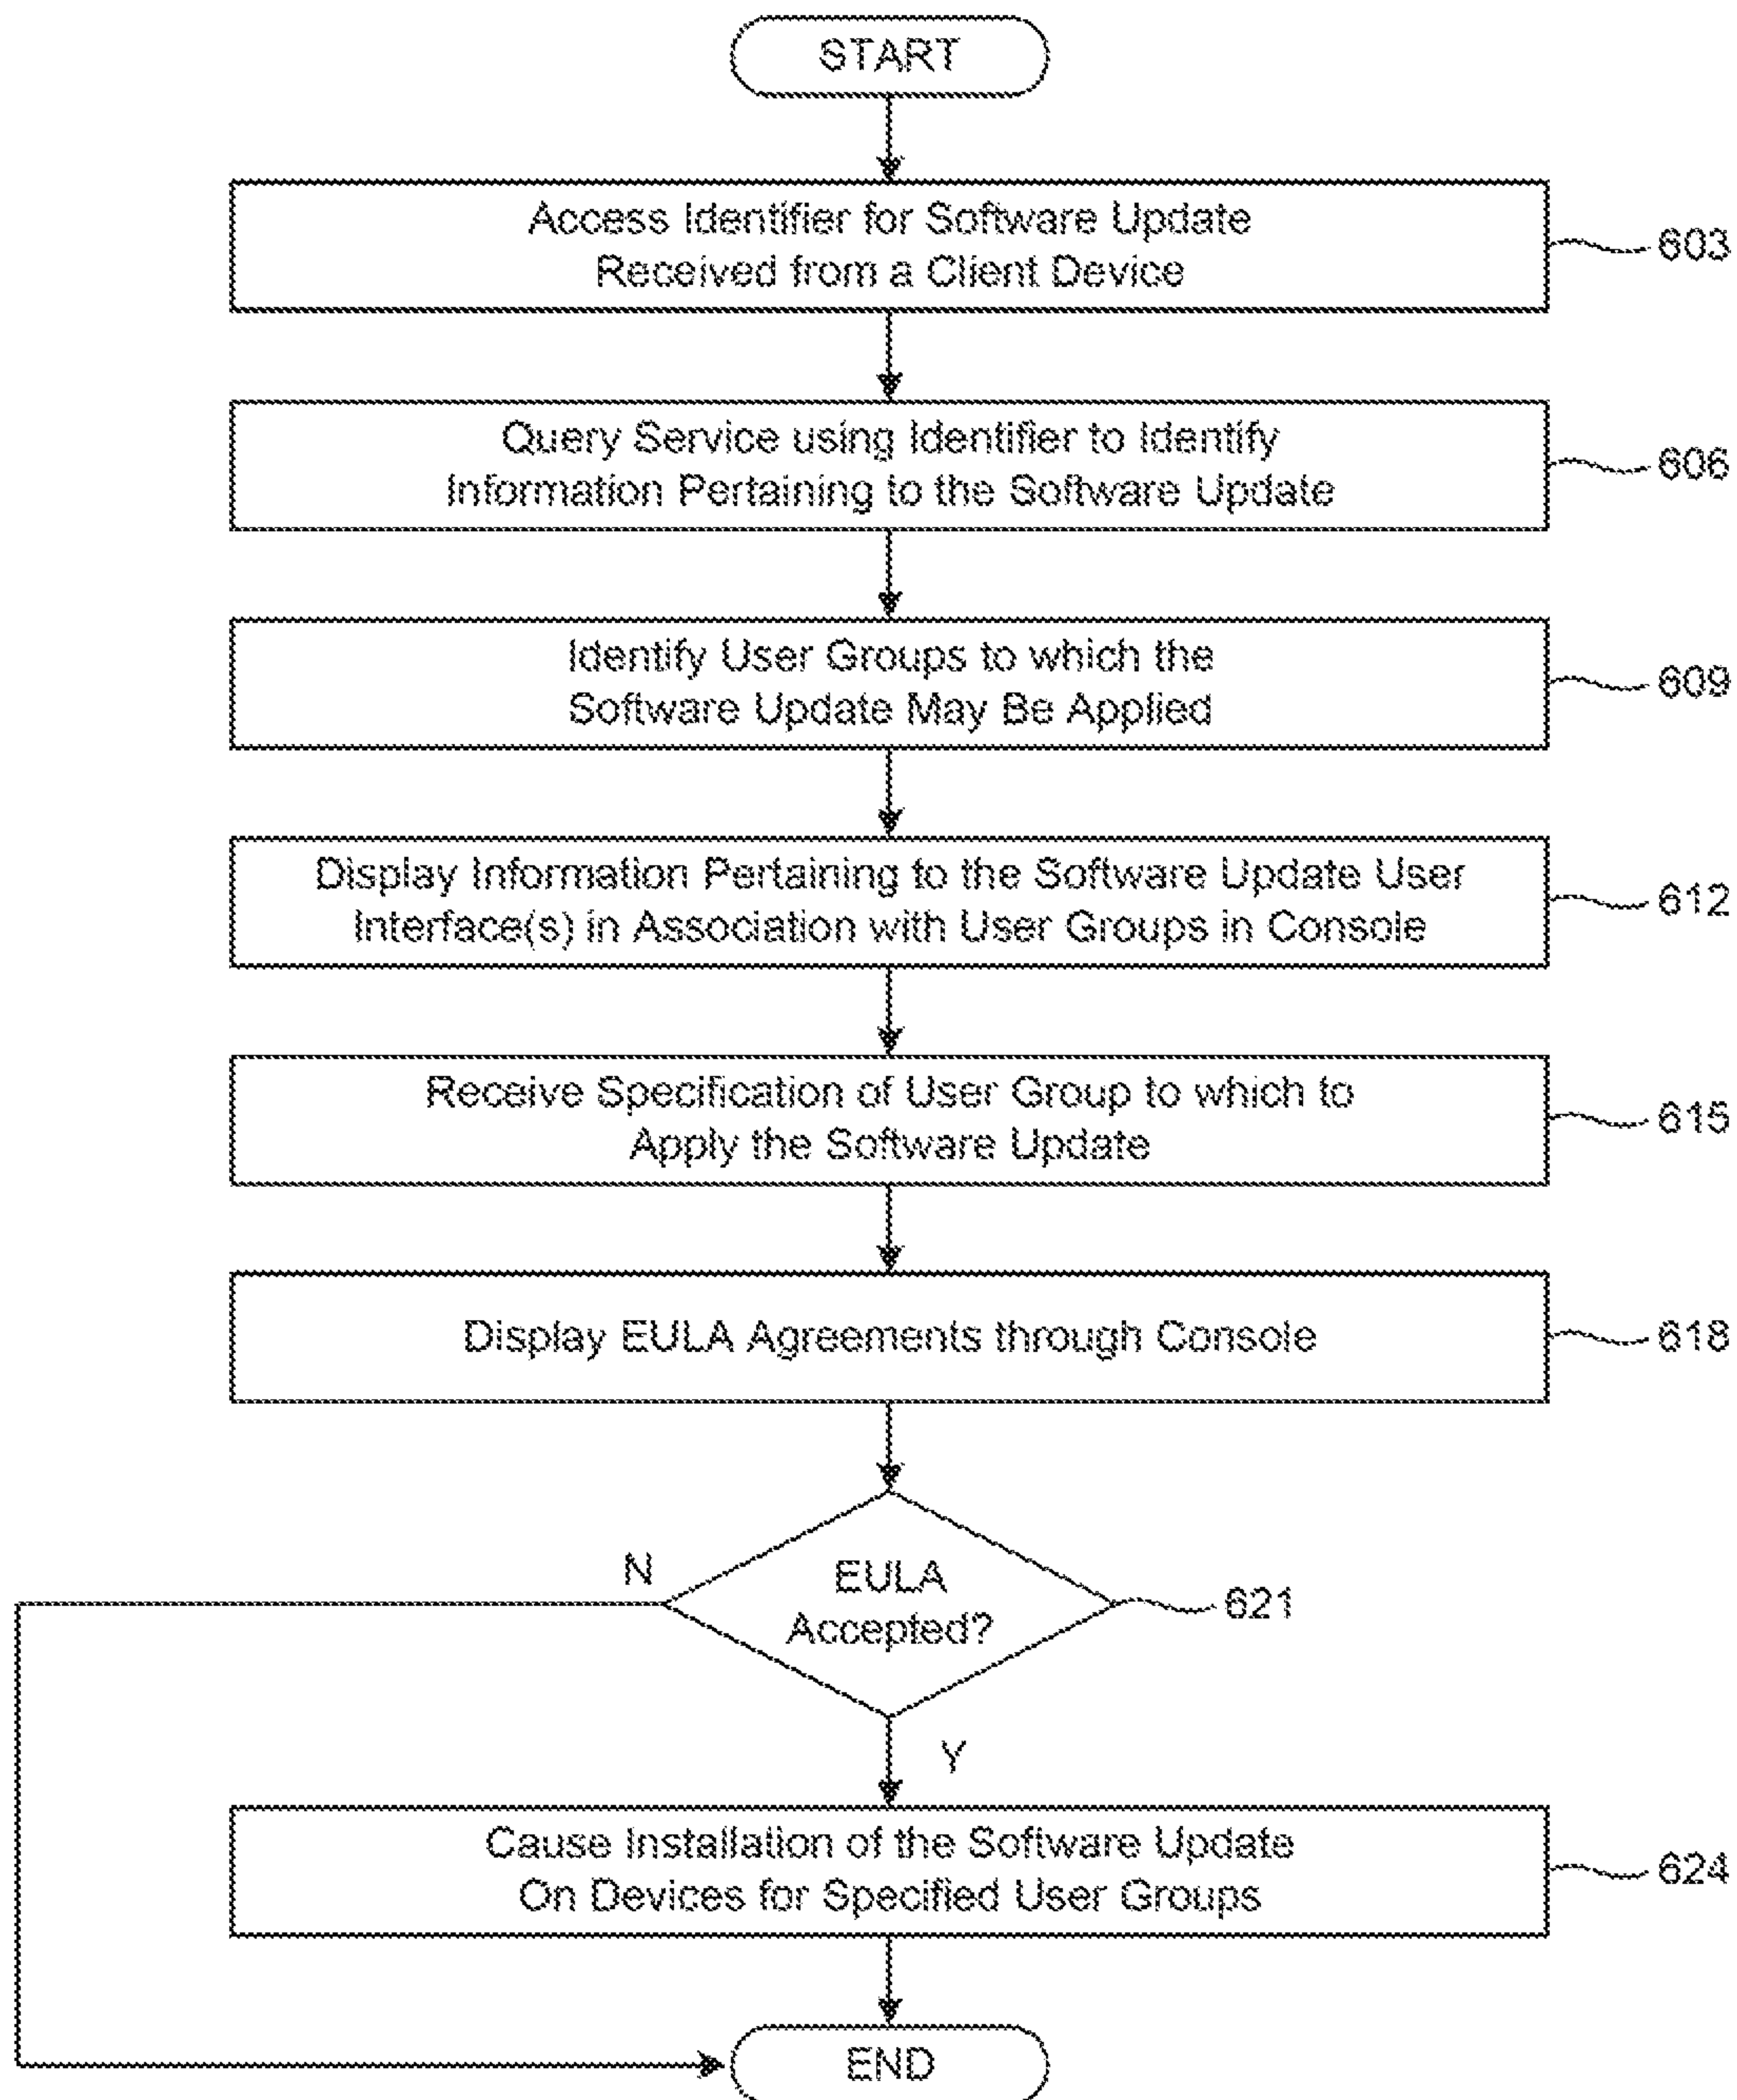 START
Access Identifier for Software Update
Received from a Client Device
603
Query Service using Identifier to Identify
Information Pertaining to the Software Update
606
Identify User Groups to which the
Software Update May Be Applied
609
Display Information Pertaining to the Software Update User
Interface(s) in Association with User Groups in Console
612
Receive Specification of User Group to which to
Apply the Software Update
615
Display EULA Agreements through Console
618
N
EULA
Accepted?
621
Y
Cause Installation of the Software Update
On Devices for Specified User Groups
624
END